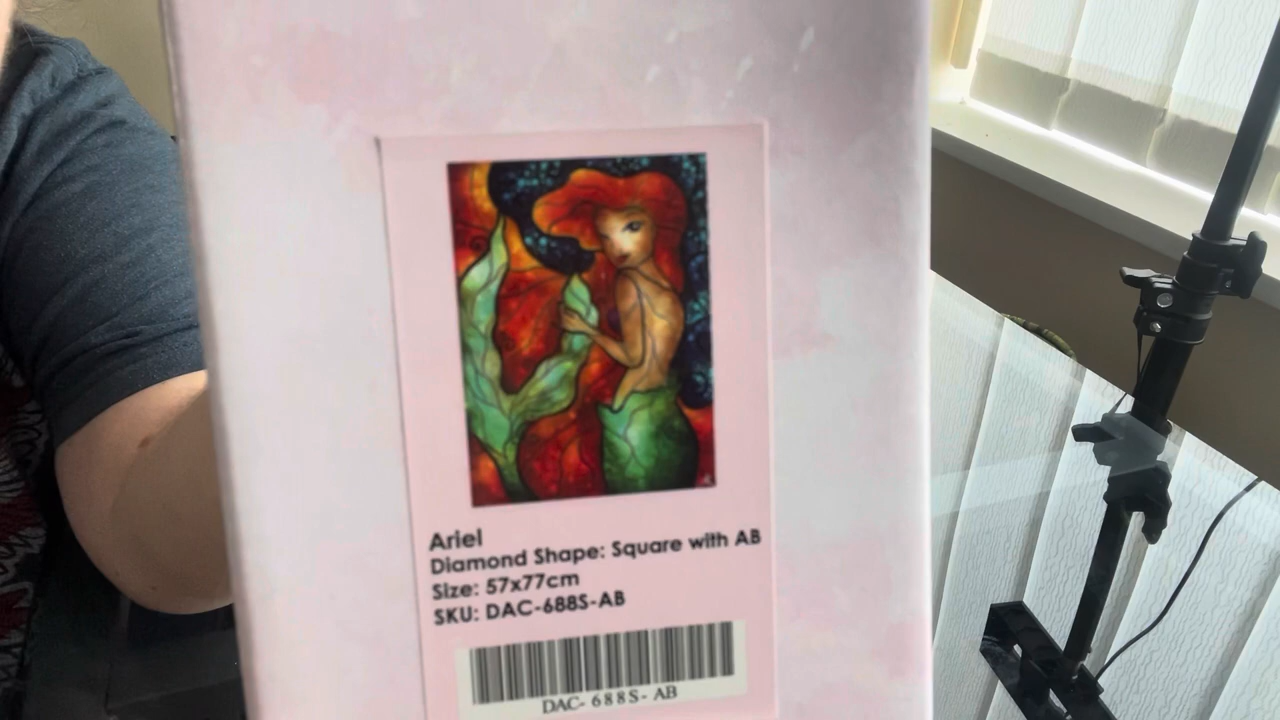 Ariel
Diamond Shape: Square with AB
Size: 57x77cm
SKU: DAC-688S-AB
DAC- 688S- AB